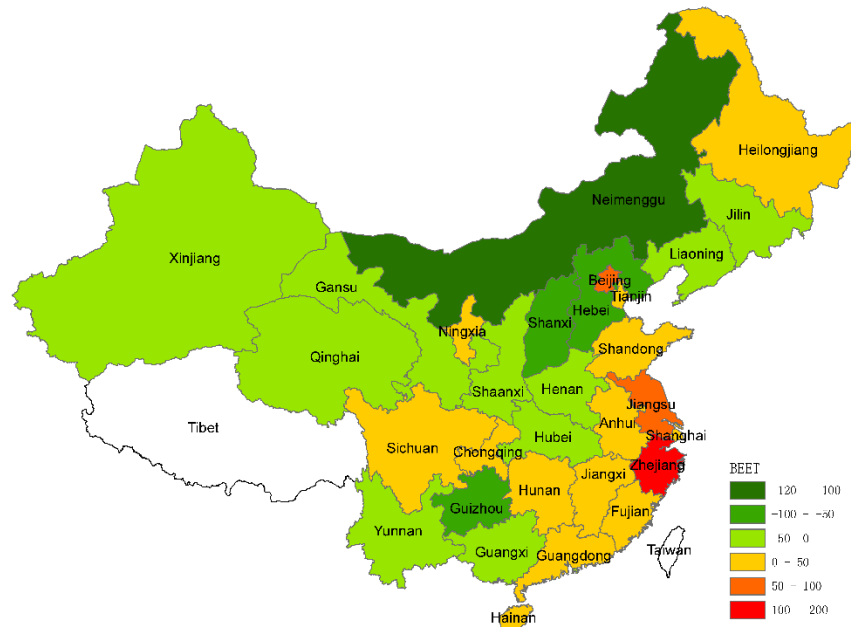 Heilongjiang
Neimenggu
Jilin
Xinjiang
Liaoning
Gansu
Beijing
Tianjin
Hebei
Shanxi
Ningxia
Qinghai
Shandong
Shaanxi
Henan
Jiangsu
Tibet
Anhui
Shanghai
Hubei
Sichuan
Chongqing
Zhejiang
Jiangxi
Hunan
Guizhou
Fujian
Yunnan
Guangxi
Guangdong
Taiwan
Hainan
BEET
120 100
-100 - -50
50 0
0 - 50
50 - 100
100 200